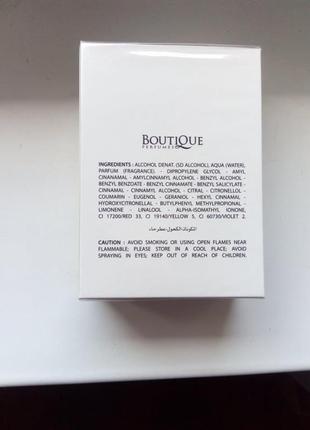 BOUTIQUE
PERFUMES
INGREDIENTS : ALCOHOL DENAT. (SD ALCOHOL), AQUA (WATER),
PARFUM (FRAGRANCE). - DIPROPYLENE GLYCOL - AMYL
CINANAMAL - AMYLCINNAMYL ALCOHOL - BENZYL ALCOHOL -
BENZYL BENZOATE - BENZYL CINNAMATE - BENZYL SALICYLATE
- CINNAMAL - CINNAMYL ALCOHOL - CITRAL - CITRONELLOL -
COUMARIN - EUGENOL - GERANIOL - HEXYL CINNAMAL -
HYDROXYCITRONELLAL - BUTYLPHENYL METHYLPROPIONAL -
LIMONENE - LINALOOL - ALPHA-ISOMATHYL IONONE,
CI 17200/RED 33, CI 19140/YELLOW 5, CI 60730/VIOLET 2.
المكونات: الكحول، عطر، ماء
CAUTION : AVOID SMOKING OR USING OPEN FLAMES NEAR
FLAMMABLE; PLEASE STORE IN A COOL PLACE; AVOID
SPRAYING IN EYES; KEEP OUT OF REACH OF CHILDREN.